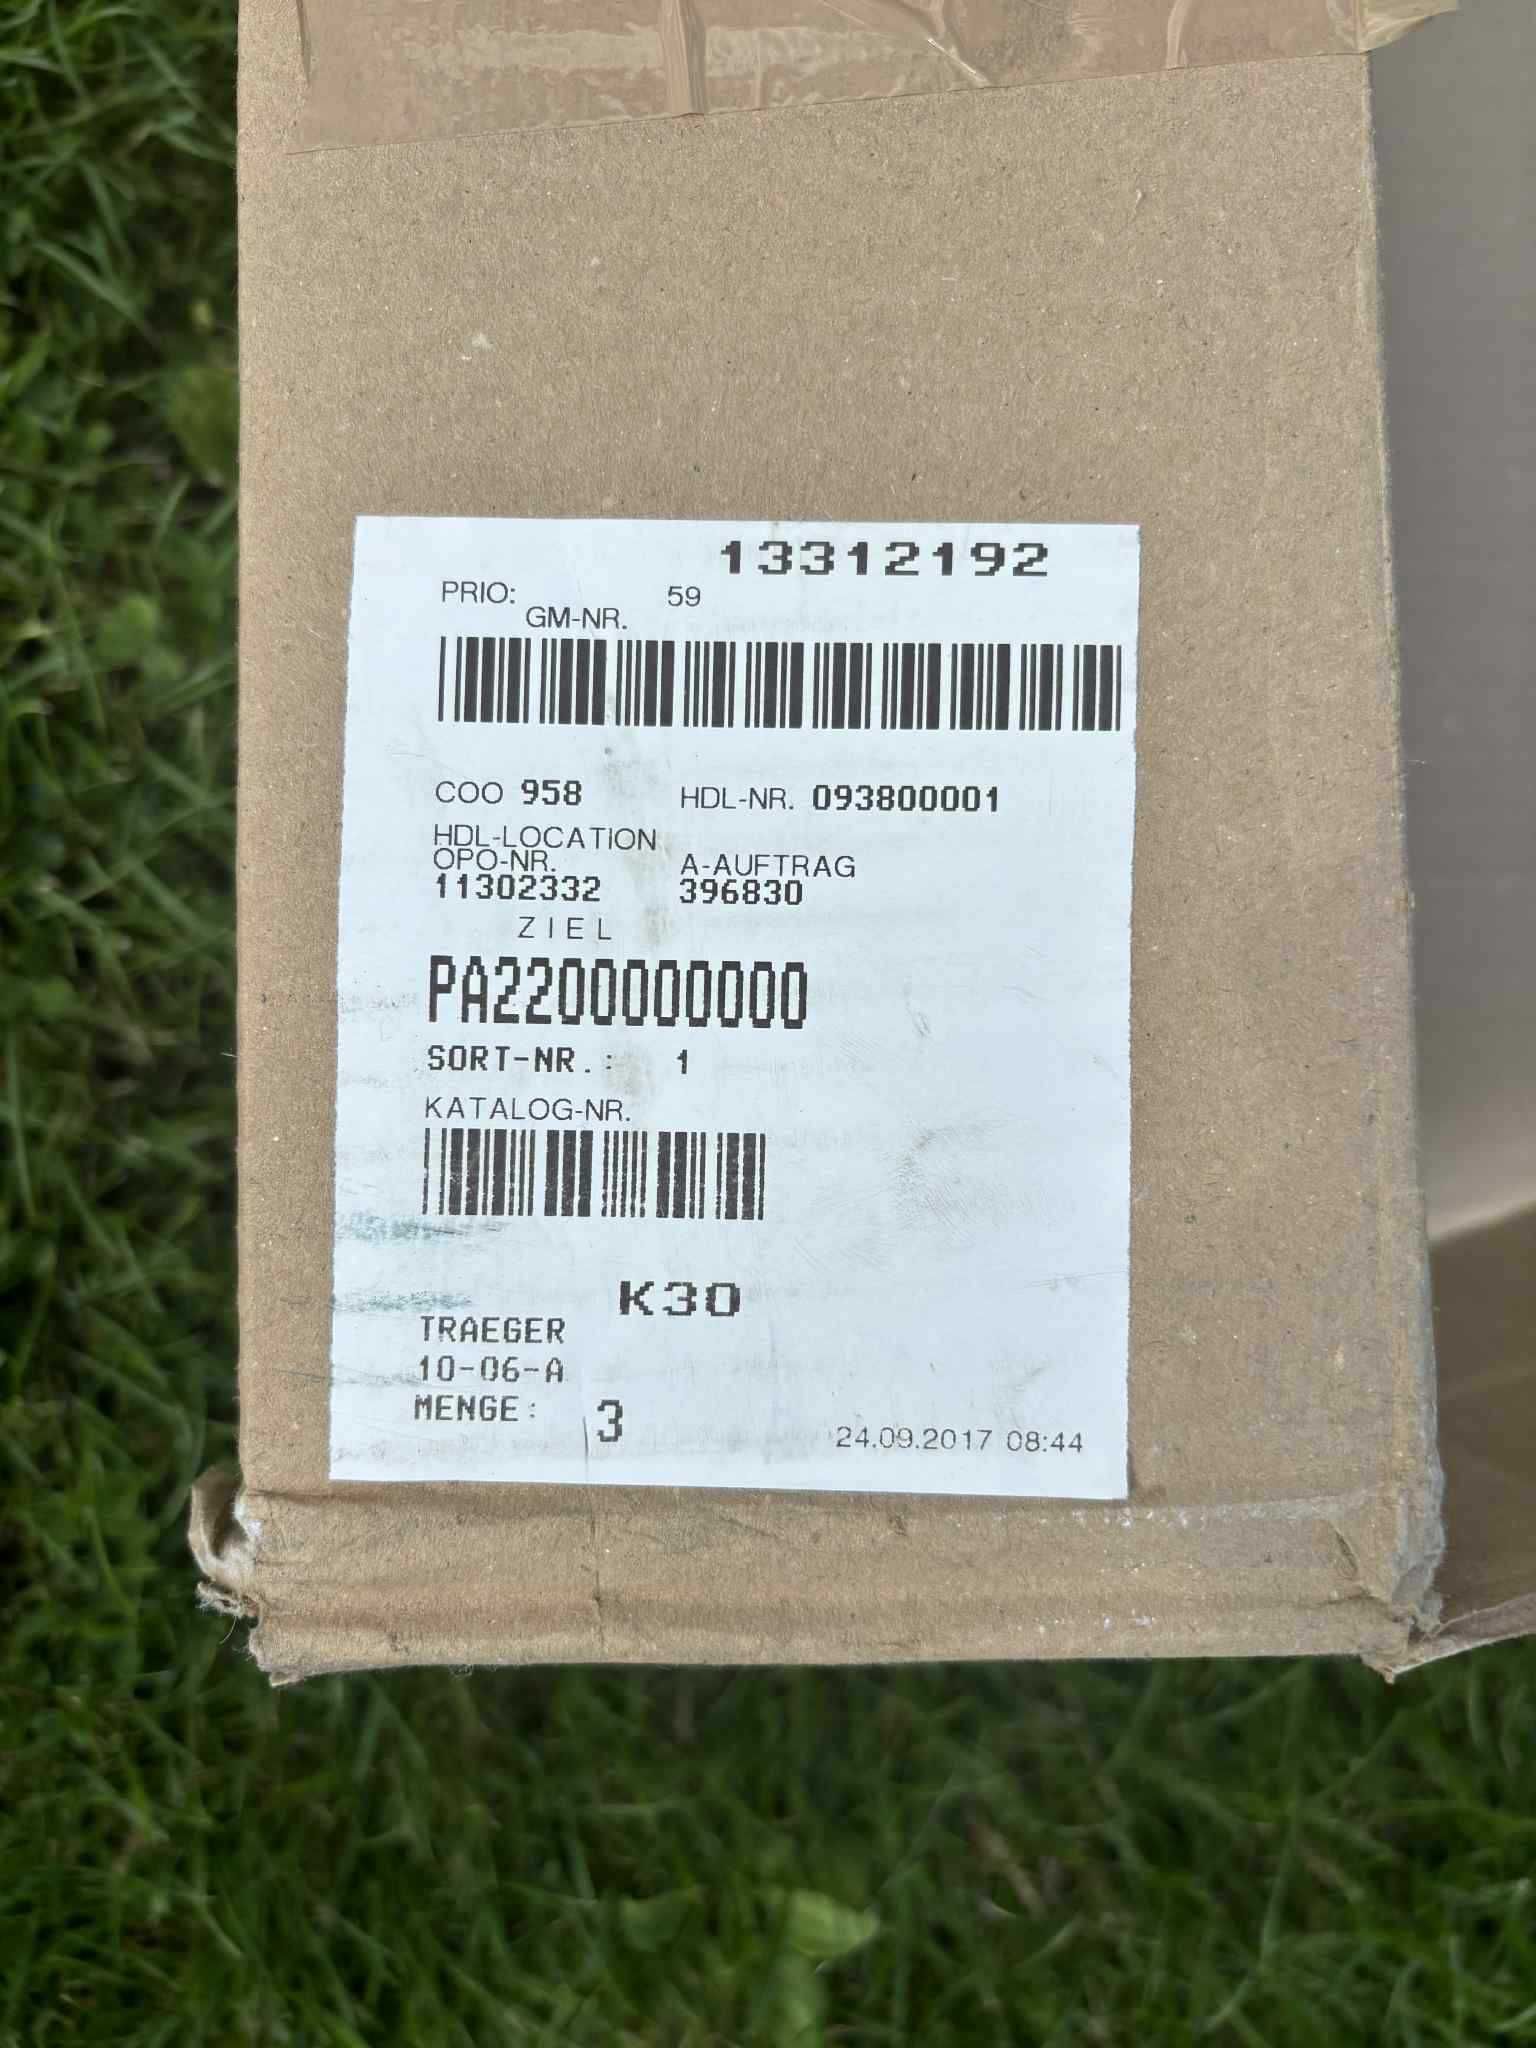 13312192
PRIO: 59
GM-NR.
COO 958 HDL-NR. 093800001
HDL-LOCATION
OPO-NR. A-AUFTRAG
11302332 396830
ZIEL
PA2200000000
SORT-NR.: 1
KATALOG-NR.
K30
TRAEGER
10-06-A
MENGE: 3
24.09.2017 08:44